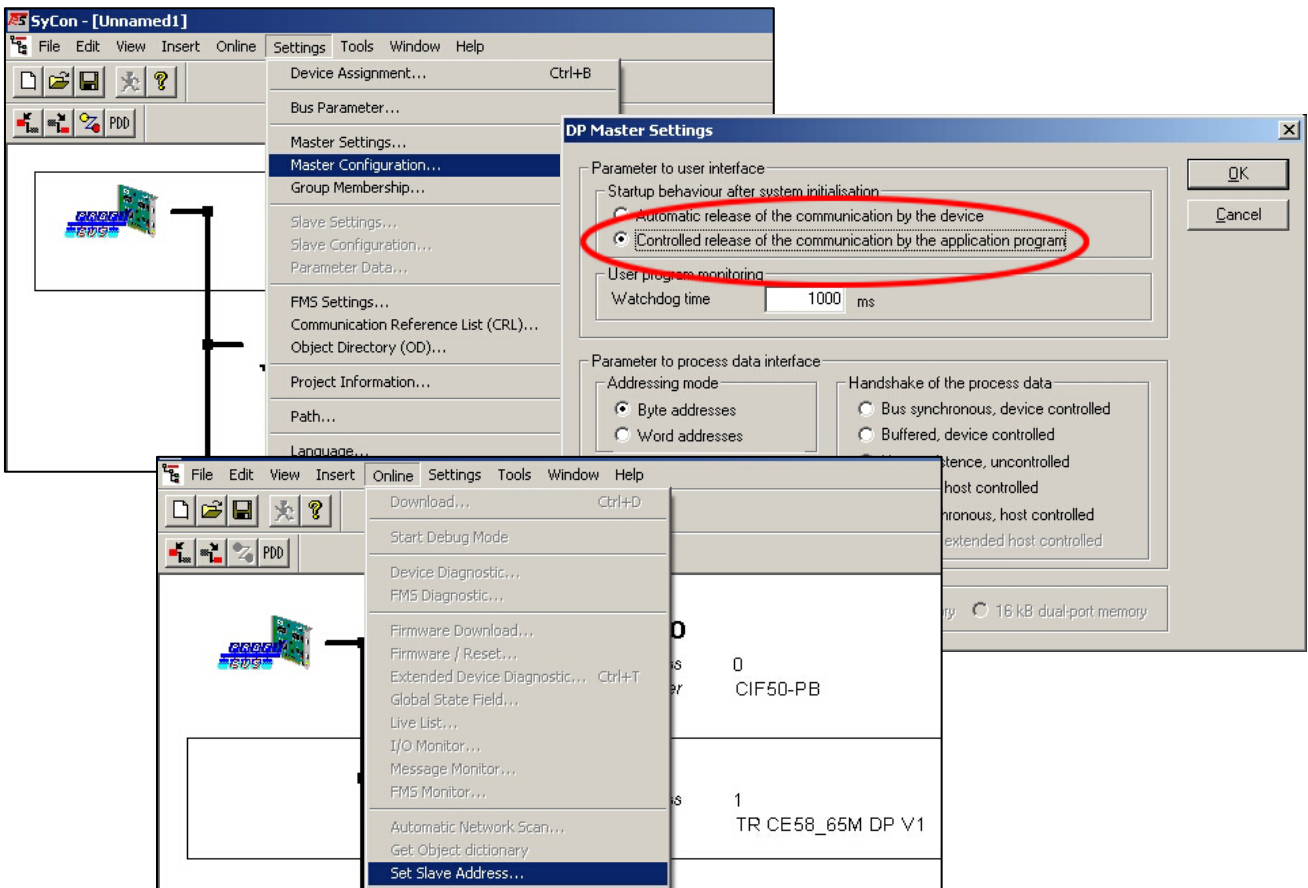 SyCon - [Unnamed1]
File Edit View Insert Online Settings Tools Window Help
Device Assignment... Ctrl+B
PDD
Bus Parameter...
Master Settings...
Master Configuration...
Group Membership...
Slave Settings...
Slave Configuration...
Parameter Data...
FMS Settings...
Communication Reference List (CRL)...
Object Directory (OD)...
Project Information...
Path...
Language...
DP Master Settings
Parameter to user interface
Startup behaviour after system initialisation
Automatic release of the communication by the device
Controlled release of the communication by the application program
User program monitoring
Watchdog time 1000 ms
OK
Cancel
Parameter to process data interface
Addressing mode
Byte addresses
Word addresses
Handshake of the process data
Bus synchronous, device controlled
Buffered, device controlled
uncontrolled
host controlled
host controlled
extended host controlled
16 kB dual-port memory
File Edit View Insert Online Settings Tools Window Help
Download... Ctrl+D
PDD
Start Debug Mode
Device Diagnostic...
FMS Diagnostic...
Firmware Download...
Firmware / Reset...
Extended Device Diagnostic... Ctrl+T
Global State Field...
Live List...
I/O Monitor...
Message Monitor...
FMS Monitor...
Automatic Network Scan...
Get Object dictionary
Set Slave Address...
0
CIF50-PB
1
TR CE58_65M DP V1